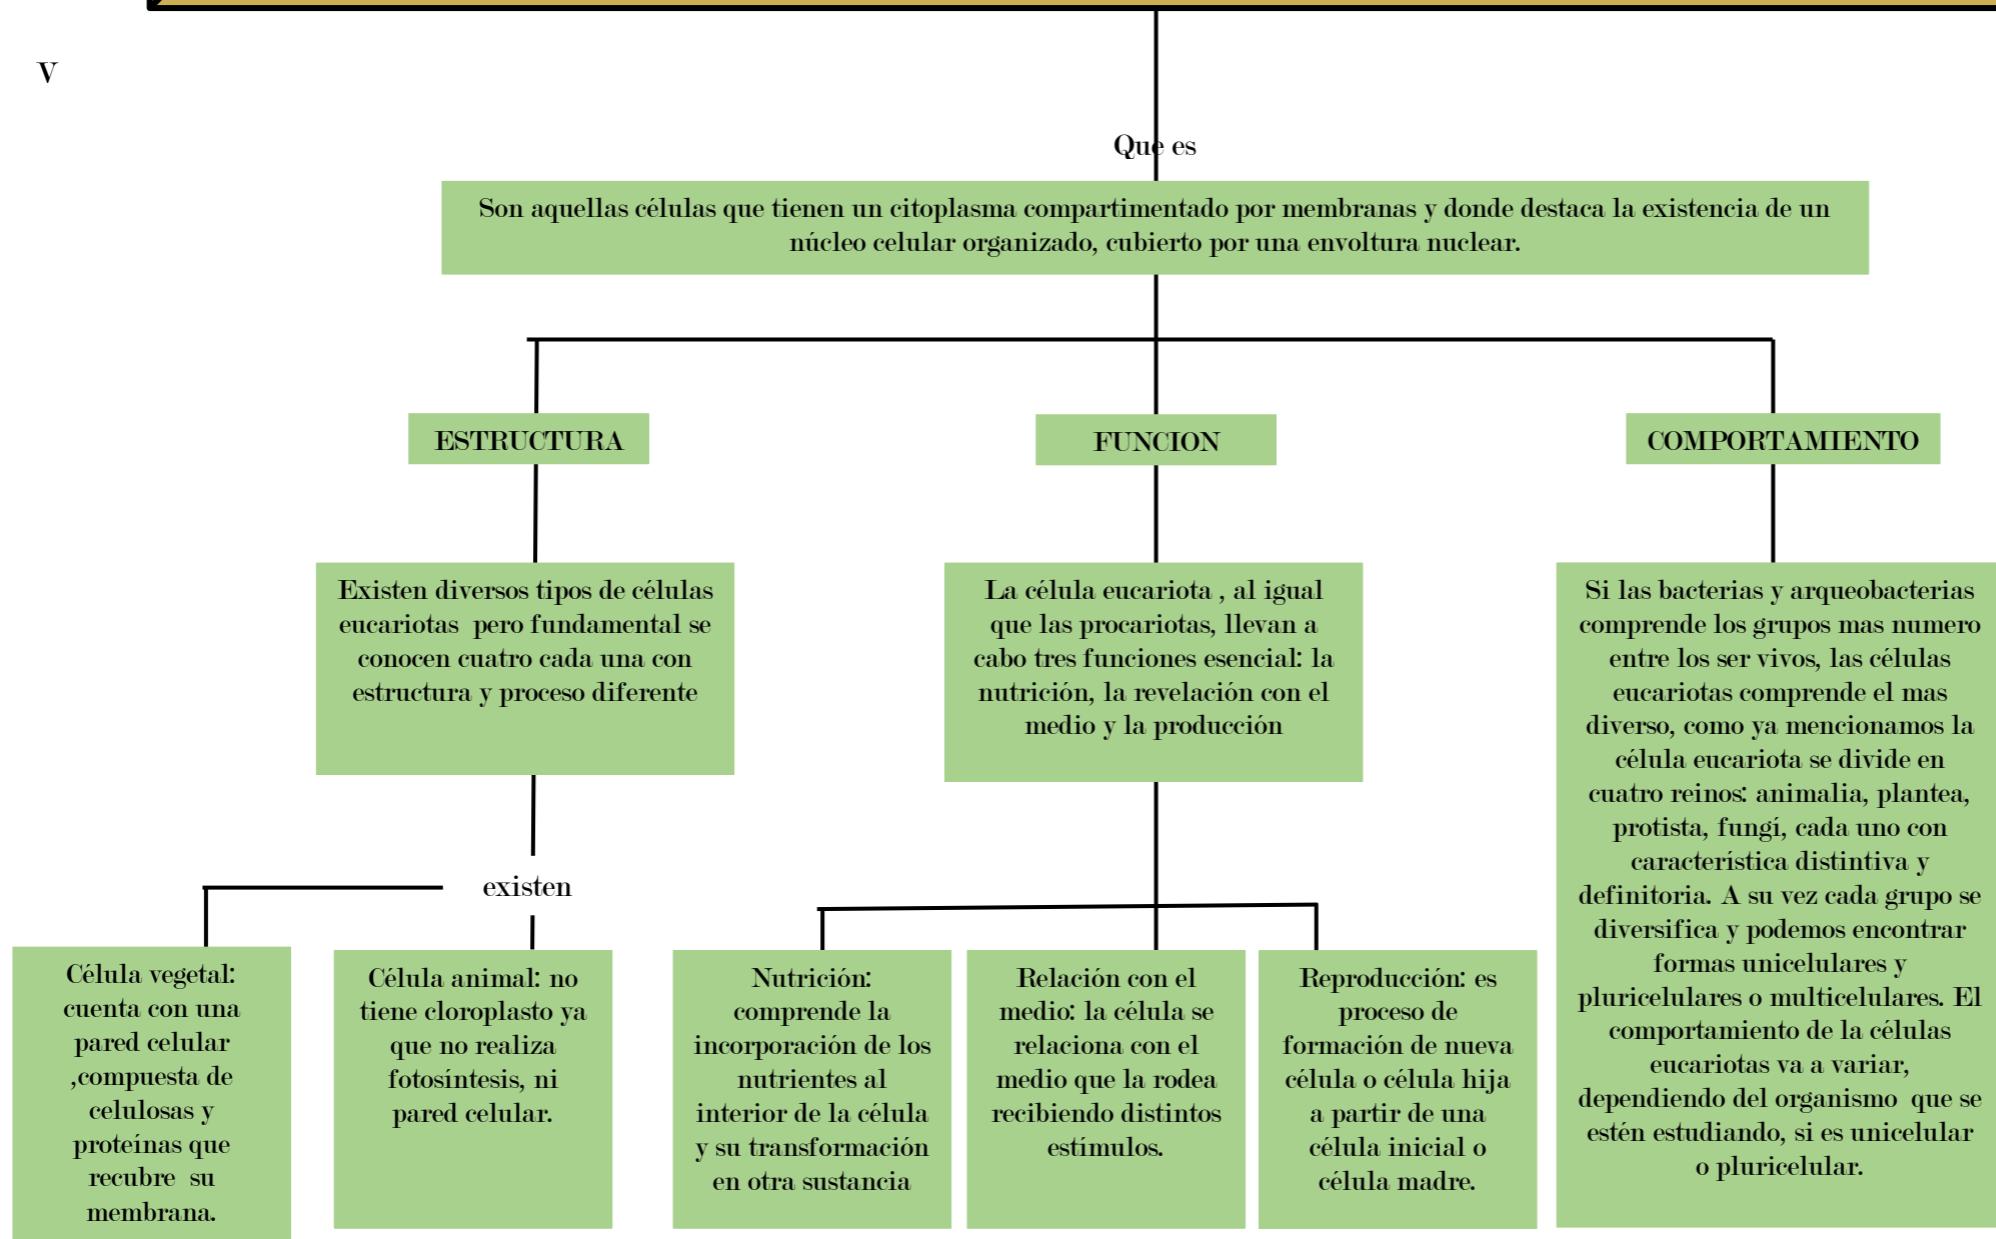 V
Que es
Son aquellas células que tienen un citoplasma compartimentado por membranas y donde destaca la existencia de un
núcleo celular organizado, cubierto por una envoltura nuclear.
ESTRUCTURA
FUNCION
COMPORTAMIENTO
Existen diversos tipos de células
eucariotas pero fundamental se
conocen cuatro cada una con
estructura y proceso diferente
La célula eucariota , al igual
que las procariotas, llevan a
cabo tres funciones esencial: la
nutrición, la revelación con el
medio y la producción
Si las bacterias y arqueobacterias
comprende los grupos mas numero
entre los ser vivos, las células
eucariotas comprende el mas
diverso, como ya mencionamos la
célula eucariota se divide en
cuatro reinos: animalia, plantea,
protista, fungí, cada uno con
característica distintiva y
definitoria. A su vez cada grupo se
diversifica y podemos encontrar
formas unicelulares y
pluricelulares o multicelulares. El
comportamiento de la células
eucariotas va a variar,
dependiendo del organismo que se
estén estudiando, si es unicelular
o pluricelular.
existen
Célula vegetal:
cuenta con una
pared celular
,compuesta de
celulosas y
proteínas que
recubre su
membrana.
Célula animal: no
tiene cloroplasto ya
que no realiza
fotosíntesis, ni
pared celular.
Nutrición:
comprende la
incorporación de los
nutrientes al
interior de la célula
y su transformación
en otra sustancia
Relación con el
medio: la célula se
relaciona con el
medio que la rodea
recibiendo distintos
estímulos.
Reproducción: es
proceso de
formación de nueva
célula o célula hija
a partir de una
célula inicial o
célula madre.